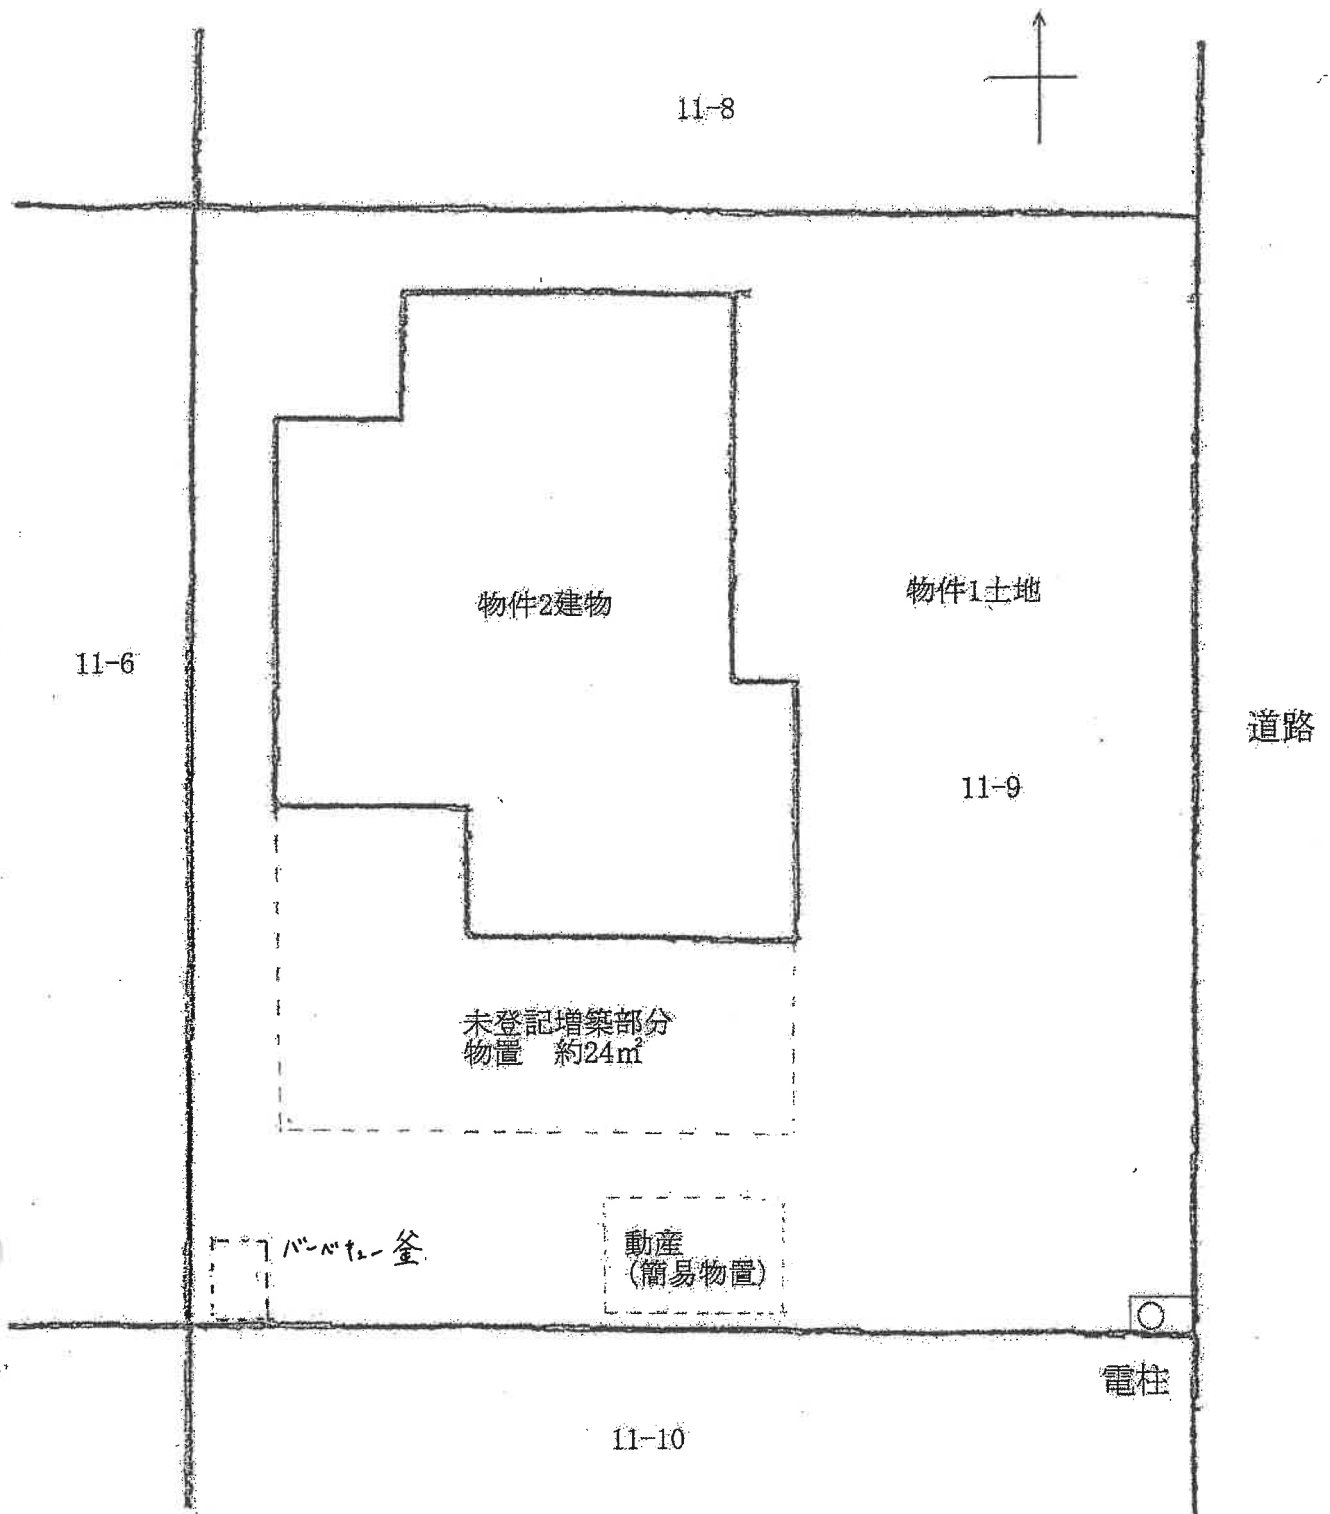 11-8
物件2建物
物件1土地
11-6
道路
11-9
未登記増築部分
物置　約24㎡
バーベキュー釜
動産
(簡易物置)
電柱
11-10